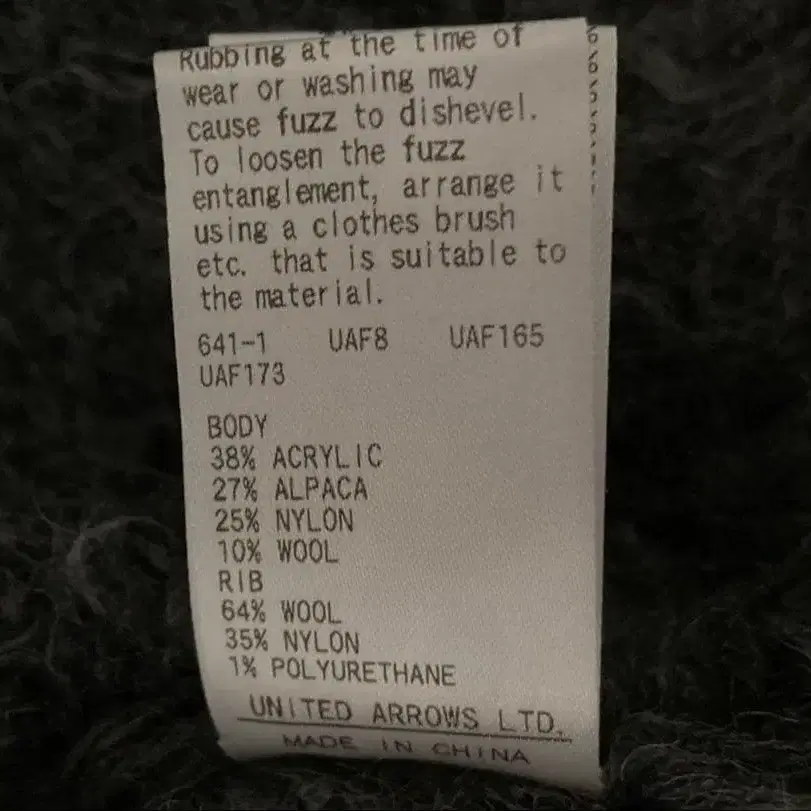 Rubbing at the time of
wear or washing may
cause fuzz to dishevel.
To loosen the fuzz
entanglement, arrange it
using a clothes brush
etc. that is suitable to
the material.
641-1 UAF8 UAF165
UAF173
BODY
38% ACRYLIC
27% ALPACA
25% NYLON
10% WOOL
RIB
64% WOOL
35% NYLON
1% POLYURETHANE
UNITED ARROWS LTD.
MADE IN CHINA